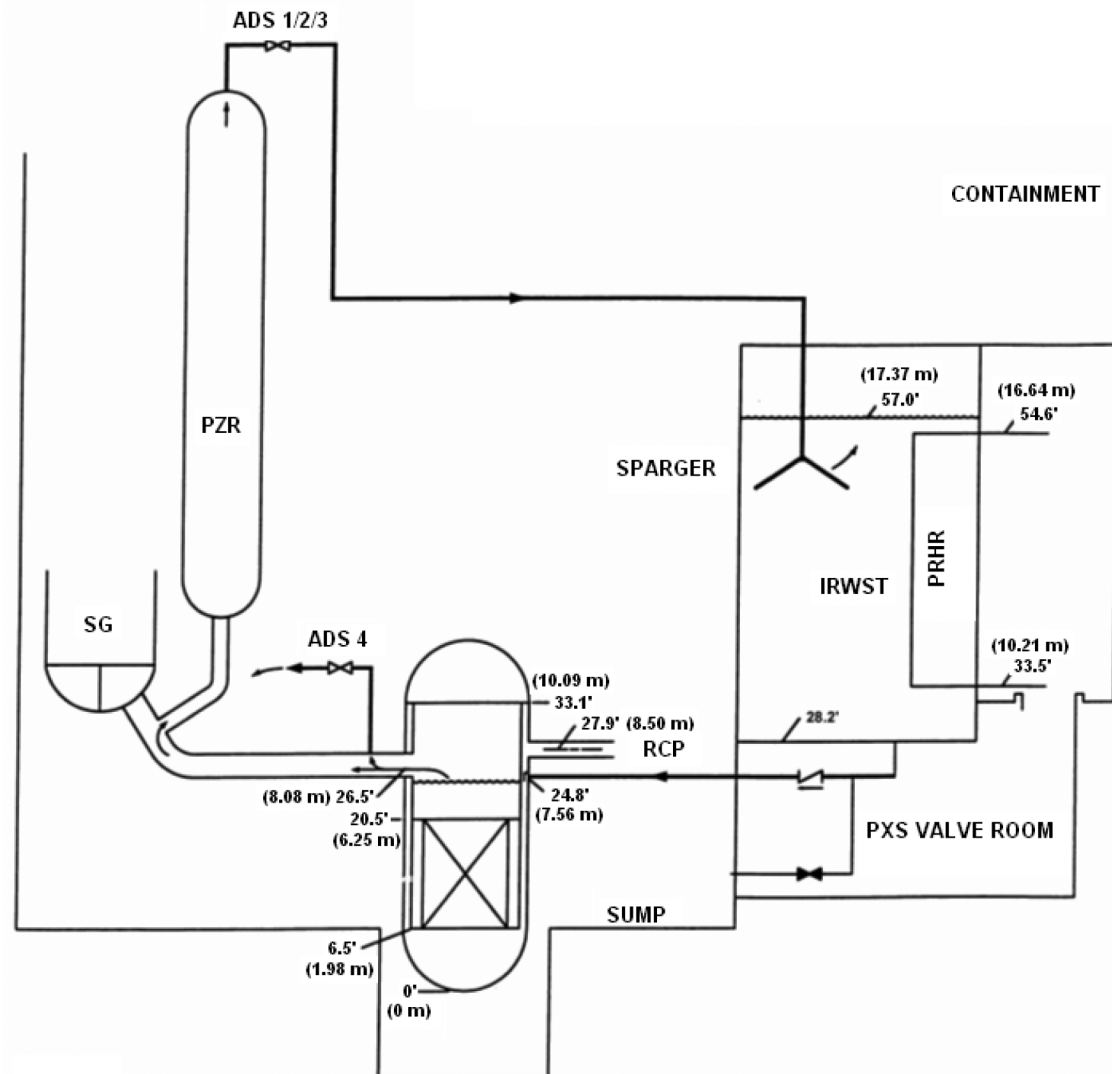 ADS 1/2/3
CONTAINMENT
(17.37 m)
57.0'
(16.64 m)
54.6'
PZR
SPARGER
PRHR
IRWST
SG
ADS 4
(10.21 m)
33.5'
(10.09 m)
33.1'
27.9' (8.50 m)
28.2'
RCP
(8.08 m) 26.5'
24.8'
(7.56 m)
20.5'
(6.25 m)
PXS VALVE ROOM
SUMP
6.5'
(1.98 m)
0'
(0 m)